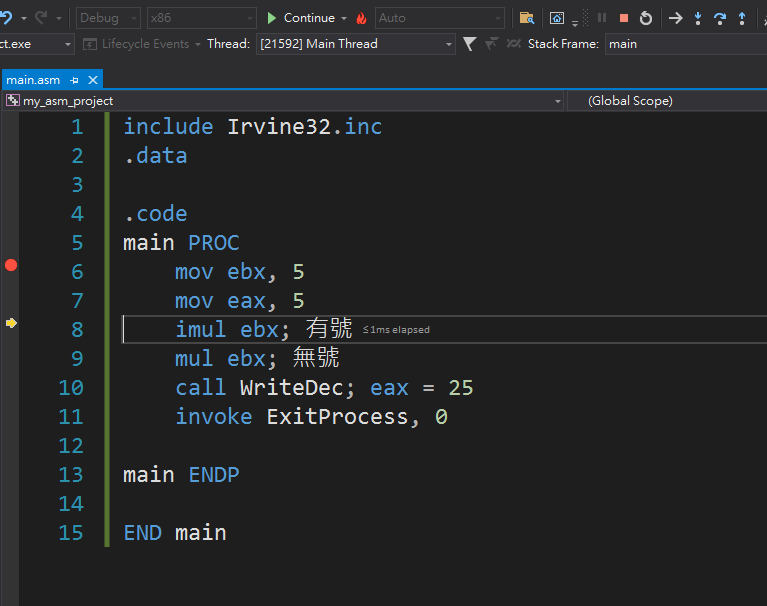 Debug x86 Continue Auto
ct.exe Lifecycle Events Thread: [21592] Main Thread Stack Frame: main
main.asm
my_asm_project (Global Scope)
1 include Irvine32.inc
2 .data
3
4 .code
5 main PROC
6 mov ebx, 5
7 mov eax, 5
8 imul ebx; 有號 ≤1ms elapsed
9 mul ebx; 無號
10 call WriteDec; eax = 25
11 invoke ExitProcess, 0
12
13 main ENDP
14
15 END main